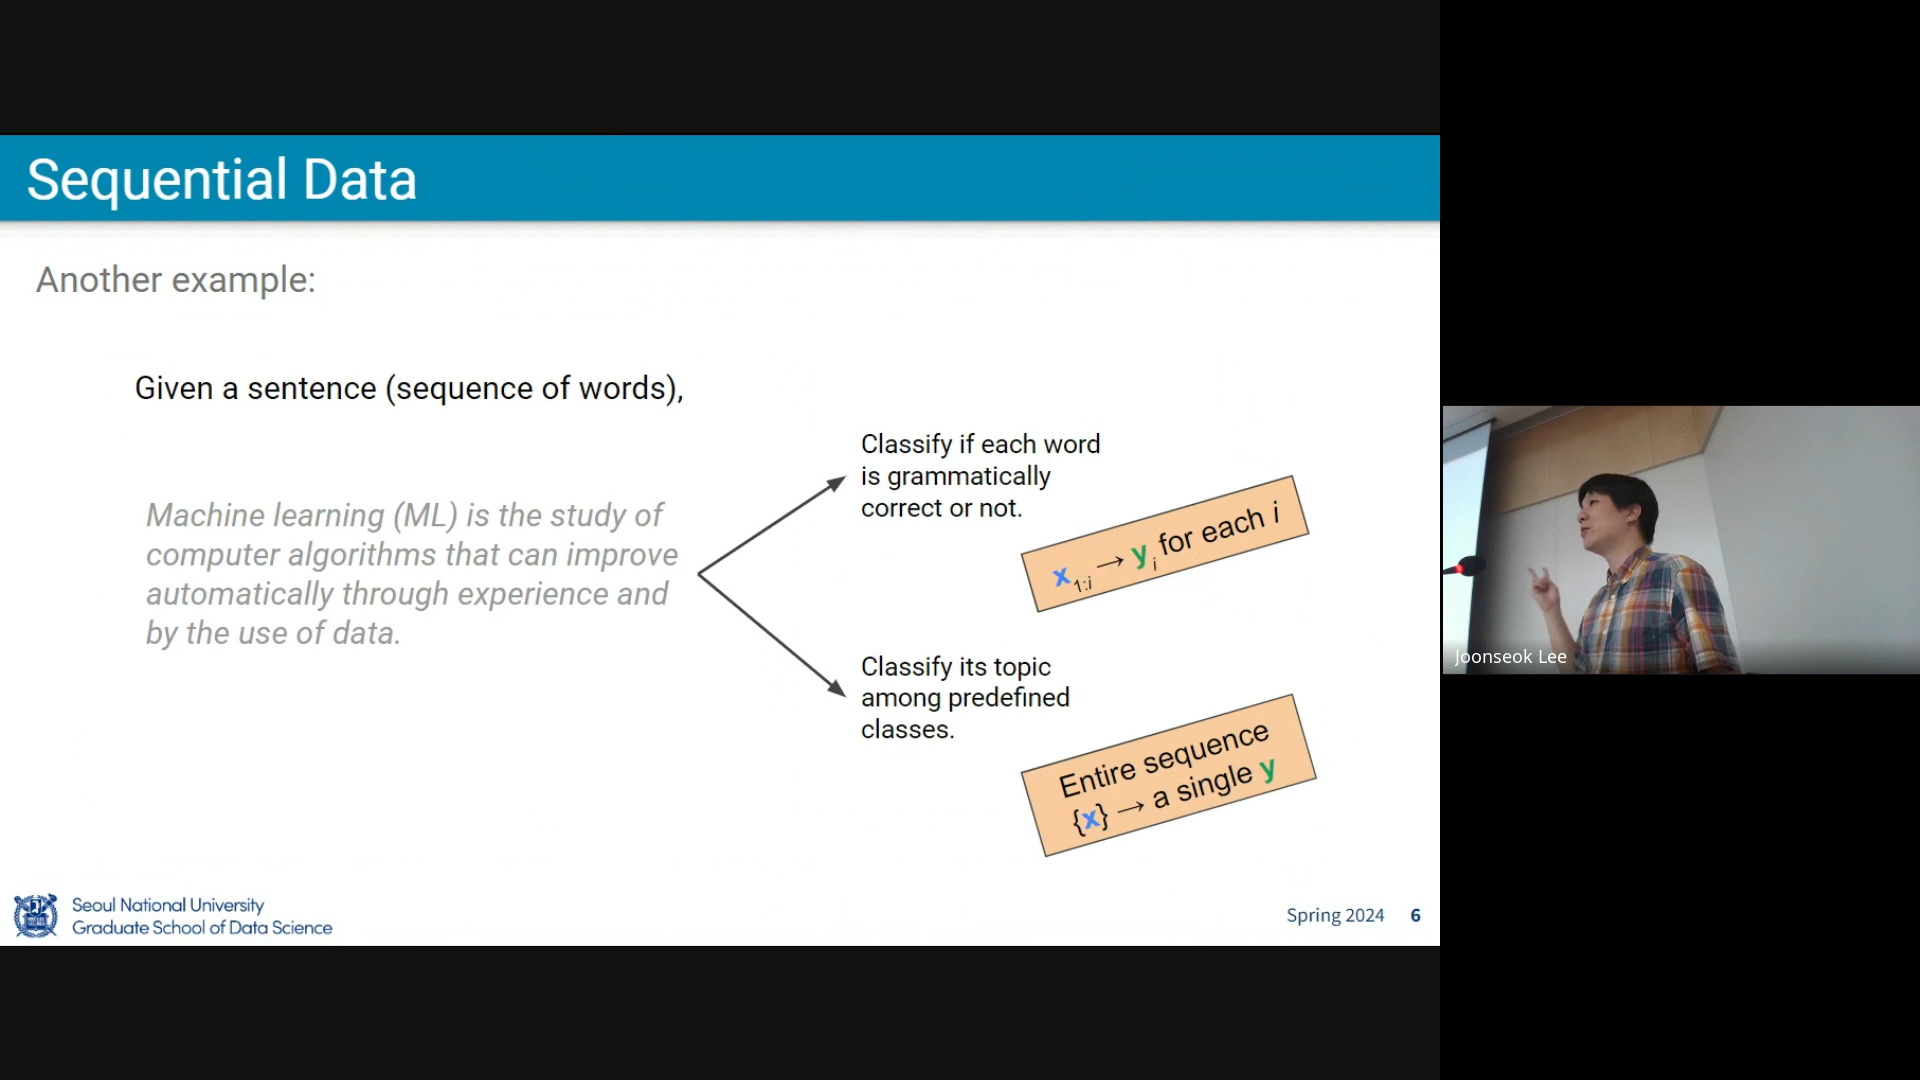 Sequential Data
Another example:
Given a sentence (sequence of words),
Machine learning (ML) is the study of
computer algorithms that can improve
automatically through experience and
by the use of data.
Classify if each word
is grammatically
correct or not.
x1:i → yi for each i
Classify its topic
among predefined
classes.
Entire sequence
{x} → a single y
Seoul National University
Graduate School of Data Science
Spring 2024 6
Joonseok Lee